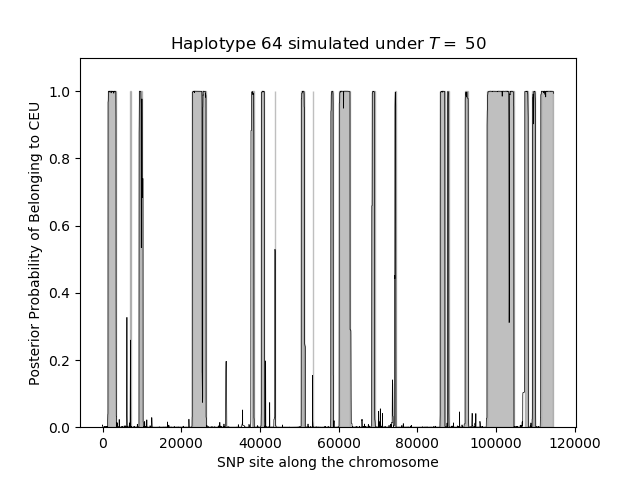 Haplotype 64 simulated under T = 50
Posterior Probability of Belonging to CEU
1.0
0.8
0.6
0.4
0.2
0.0
0 20000 40000 60000 80000 100000 120000
SNP site along the chromosome